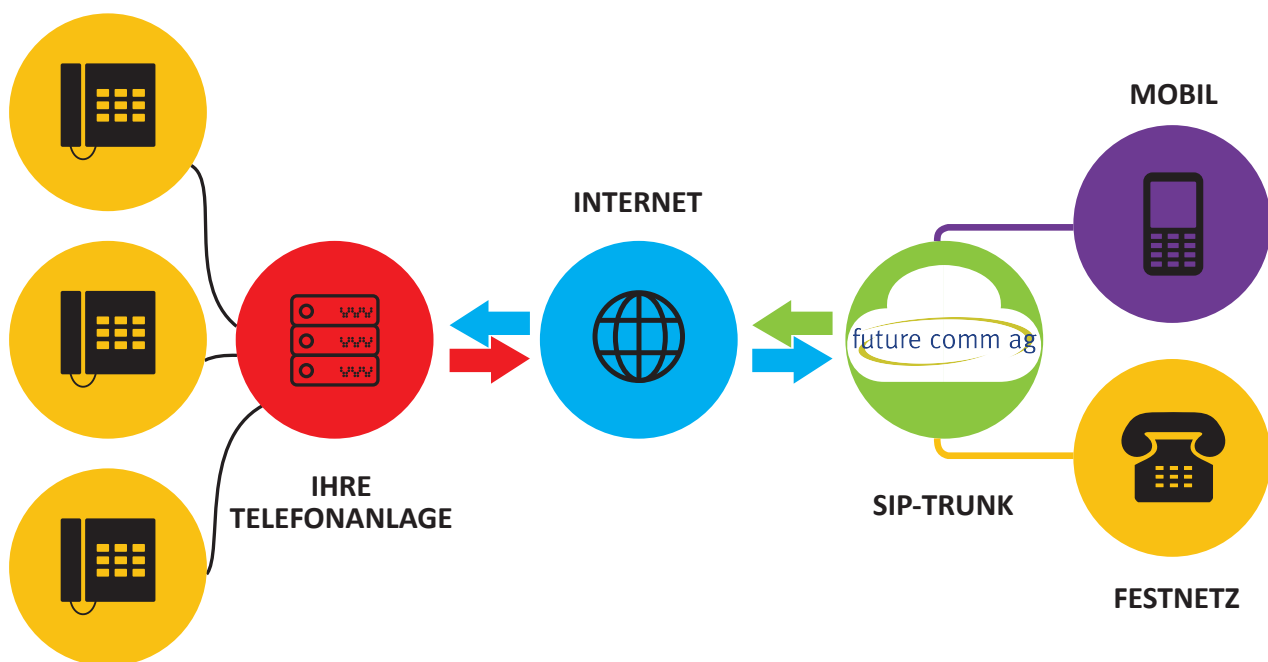 MOBIL
INTERNET
future comm ag
IHRE
TELEFONANLAGE
SIP-TRUNK
FESTNETZ